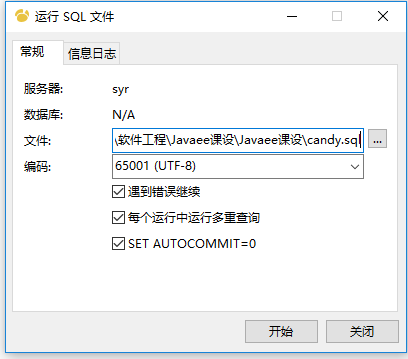 运行 SQL 文件
常规
信息日志
服务器: syr
数据库: N/A
文件: \软件工程\Javaee课设\Javaee课设\candy.sql ...
编码: 65001 (UTF-8)
遇到错误继续
每个运行中运行多重查询
SET AUTOCOMMIT=0
开始 关闭